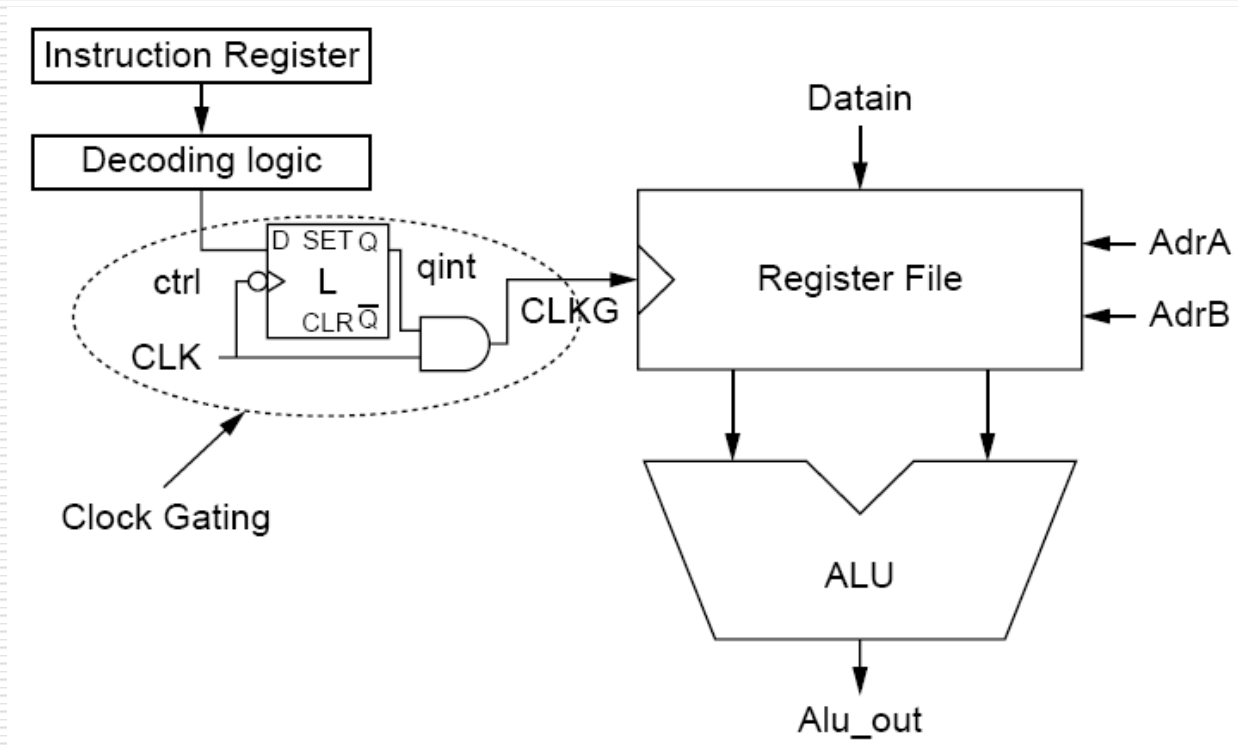 Instruction Register
Decoding logic
D SET Q
ctrl
L
qint
CLR Q̅
CLK
CLKG
Clock Gating
Datain
Register File
AdrA
AdrB
ALU
Alu_out